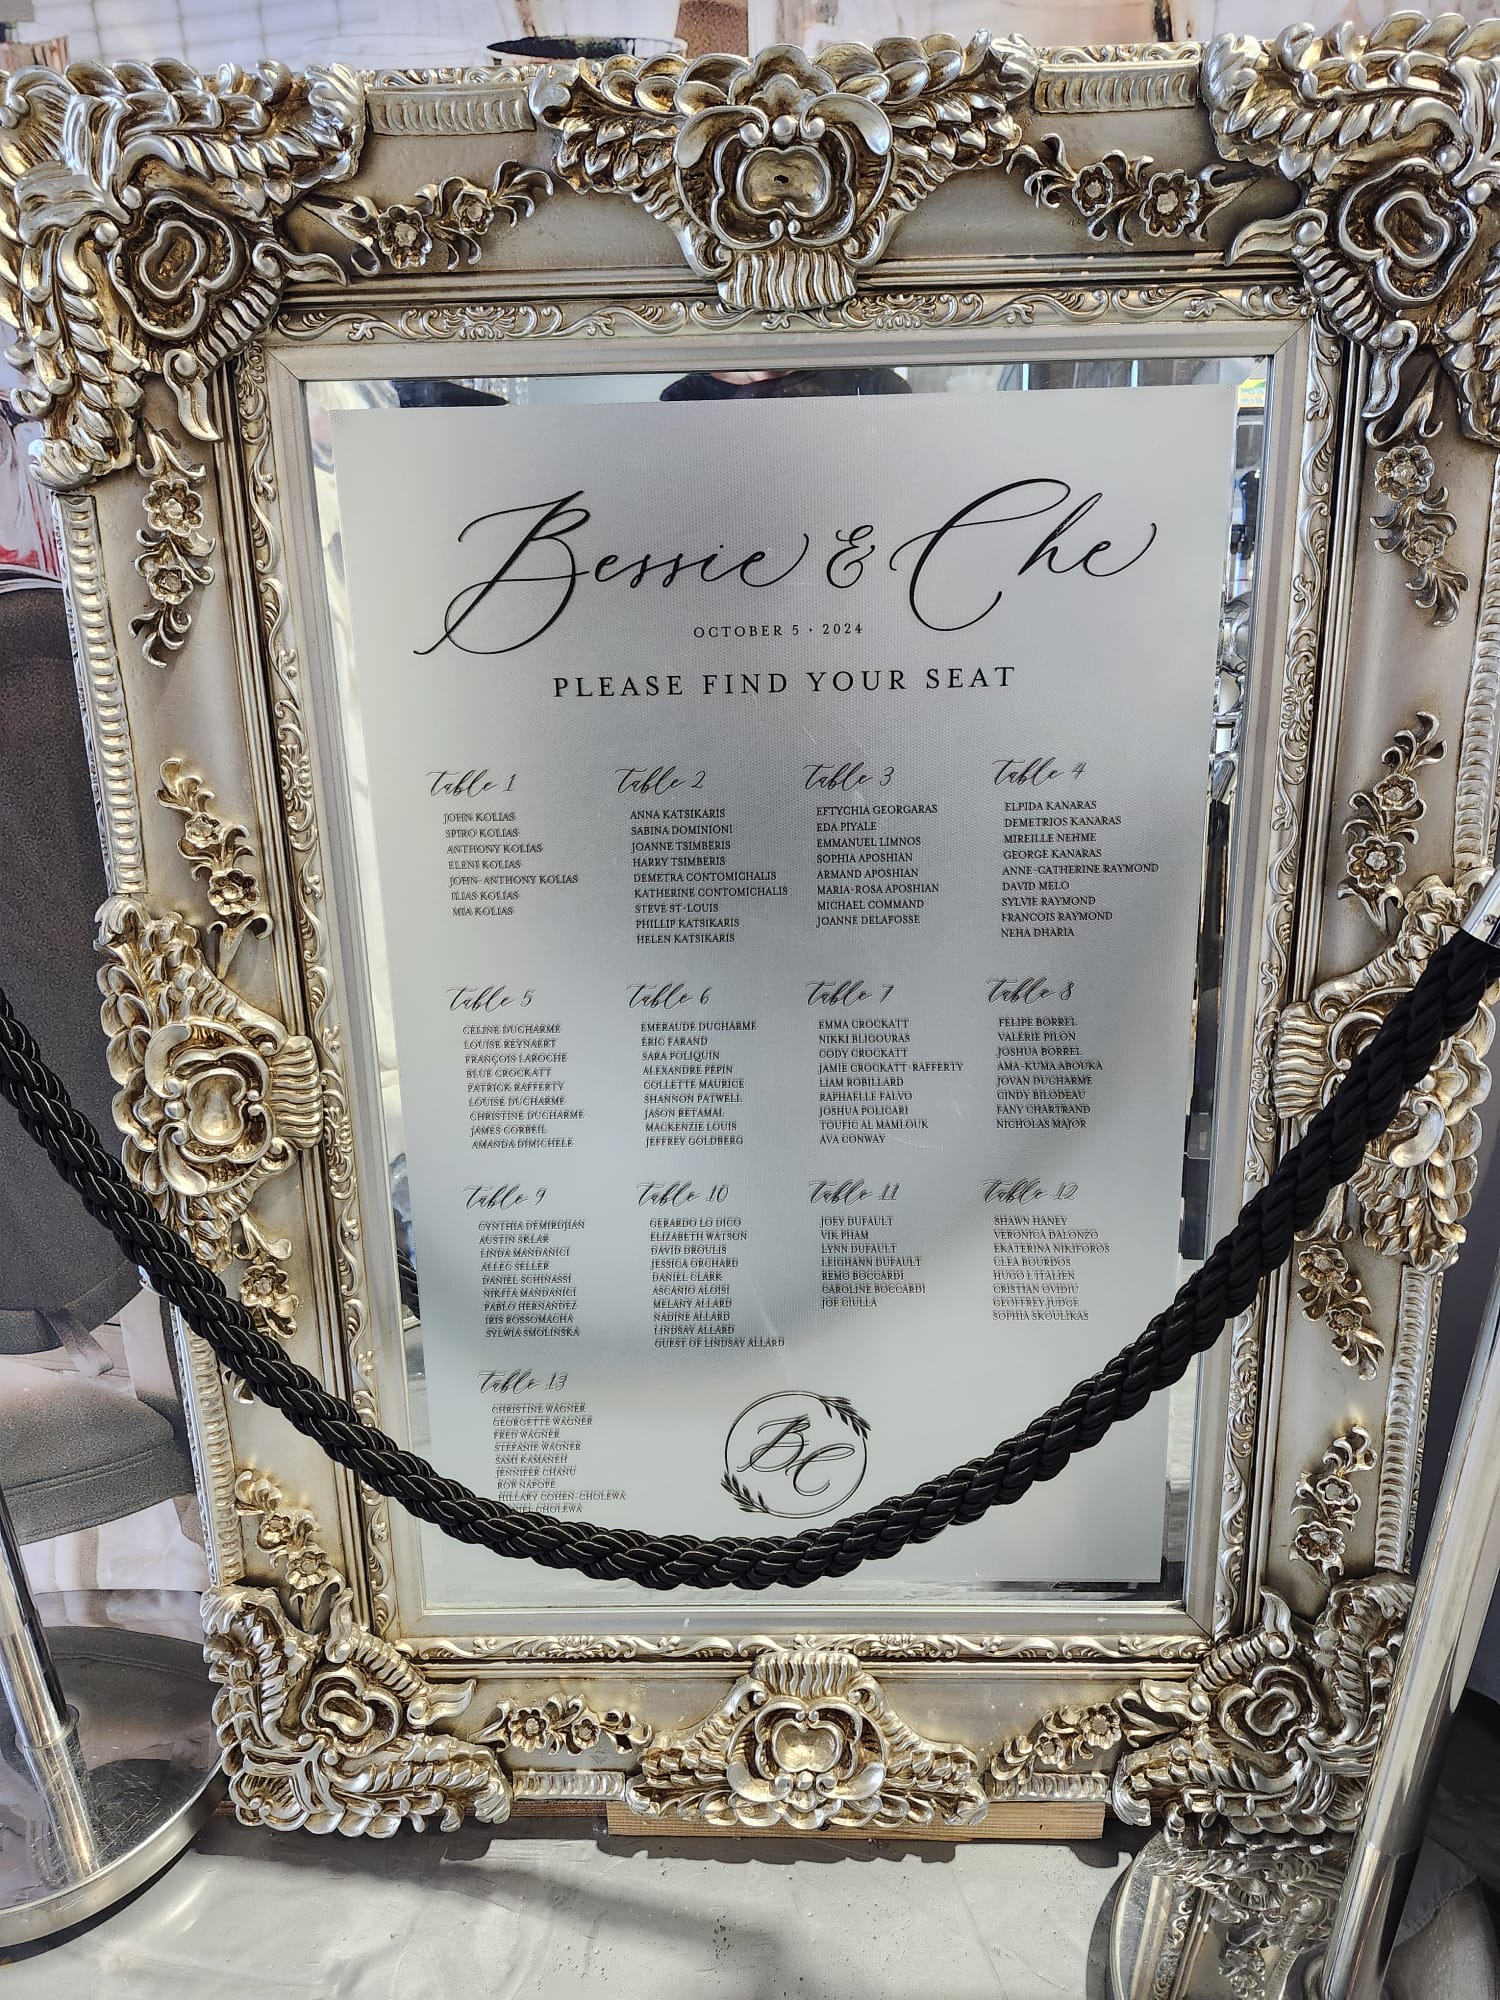 Bessie & Che
OCTOBER 5 · 2024
PLEASE FIND YOUR SEAT
Table 1
JOHN KOLIAS
SPIRO KOLIAS
ANTHONY KOLIAS
ELENI KOLIAS
JOHN-ANTHONY KOLIAS
ILIAS KOLIAS
MIA KOLIAS
Table 2
ANNA KATSIKARIS
SABINA DOMINIONI
JOANNE TSIMBERIS
HARRY TSIMBERIS
DEMETRA CONTOMICHALIS
KATHERINE CONTOMICHALIS
STEVE ST-LOUIS
PHILLIP KATSIKARIS
HELEN KATSIKARIS
Table 3
EFTYCHIA GEORGARAS
EDA PIYALE
EMMANUEL LIMNOS
SOPHIA APOSHIAN
ARMAND APOSHIAN
MARIA-ROSA APOSHIAN
MICHAEL COMMAND
JOANNE DELAFOSSE
Table 4
ELPIDA KANARAS
DEMETRIOS KANARAS
MIREILLE NEHME
GEORGE KANARAS
ANNE-CATHERINE RAYMOND
DAVID MELO
SYLVIE RAYMOND
FRANCOIS RAYMOND
NEHA DHARIA
Table 5
CÉLINE DUCHARME
LOUISE REYNAERT
FRANÇOIS LAROCHE
BLUE CROCKATT
PATRICK RAFFERTY
LOUISE DUCHARME
CHRISTINE DUCHARME
JAMES CORBEIL
AMANDA DIMICHELE
Table 6
EMERAUDE DUCHARME
ÉRIC FARAND
SARA POLIQUIN
ALEXANDRE PÉPIN
COLLETTE MAURICE
SHANNON PATWELL
JASON RETAMAL
MACKENZIE LOUIS
JEFFREY GOLDBERG
Table 7
EMMA CROCKATT
NIKKI BLIGOURAS
CODY CROCKATT
JAMIE CROCKATT-RAFFERTY
LIAM ROBILLARD
RAPHAELLE FALVO
JOSHUA POLICARI
TOUFIC AL MAMLOUK
AVA CONWAY
Table 8
FELIPE BORREL
VALÉRIE PILON
JOSHUA BORREL
AMA-KUMA ABOUKA
JOVAN DUCHARME
CINDY BILODEAU
FANY CHARTRAND
NICHOLAS MAJOR
Table 9
CYNTHIA DEMIRDJIAN
AUSTIN SKLAR
LINDA MANDANICI
ALLEC SELLER
DANIEL SCHINASSI
NIKITA MANDANICI
PABLO HERNANDEZ
IRIS ROSSOMACHA
SYLWIA SMOLINSKA
Table 10
GERARDO LO DICO
ELIZABETH WATSON
DAVID DROULIS
JESSICA ORCHARD
DANIEL CLARK
ASCANIO ALOISI
MELANY ALLARD
NADINE ALLARD
LINDSAY ALLARD
GUEST OF LINDSAY ALLARD
Table 11
JOEY DUFAULT
VIK PHAM
LYNN DUFAULT
LEIGHANN DUFAULT
REMO BOCCARDI
CAROLINE BOCCARDI
JOE CIULLA
Table 12
SHAWN HANEY
VERONICA DALONZO
EKATERINA NIKIFOROS
CLEA BOURDOS
HUGO L'ITALIEN
CRISTIAN OVIDIU
GEOFFREY JUDGE
SOPHIA SKOULIKAS
Table 13
CHRISTINE WAGNER
GEORGETTE WAGNER
FRED WAGNER
STEFANIE WAGNER
SAMI KAMANEH
JENNIFER CHANU
ROB NAPOPE
HILLARY COHEN-CHOLEWA
CHOLEWA
BC